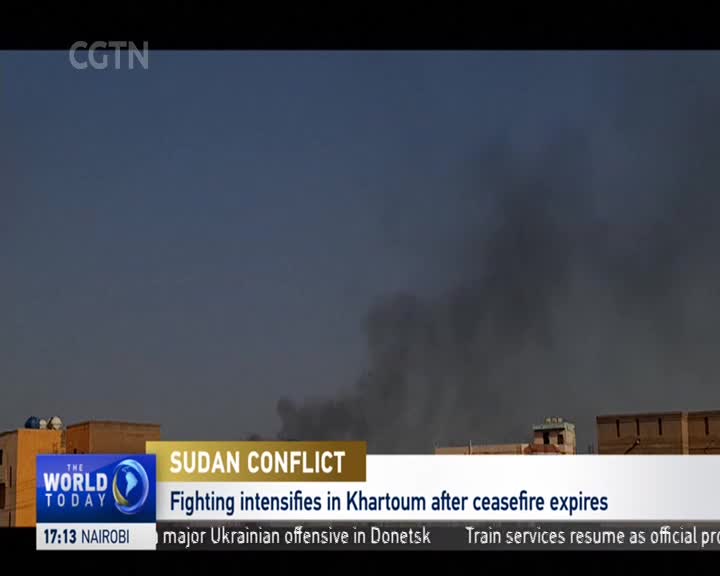 CGTN
SUDAN CONFLICT
THE
WORLD
TODAY
Fighting intensifies in Khartoum after ceasefire expires
17:13 NAIROBI
major Ukrainian offensive in Donetsk Train services resume as official